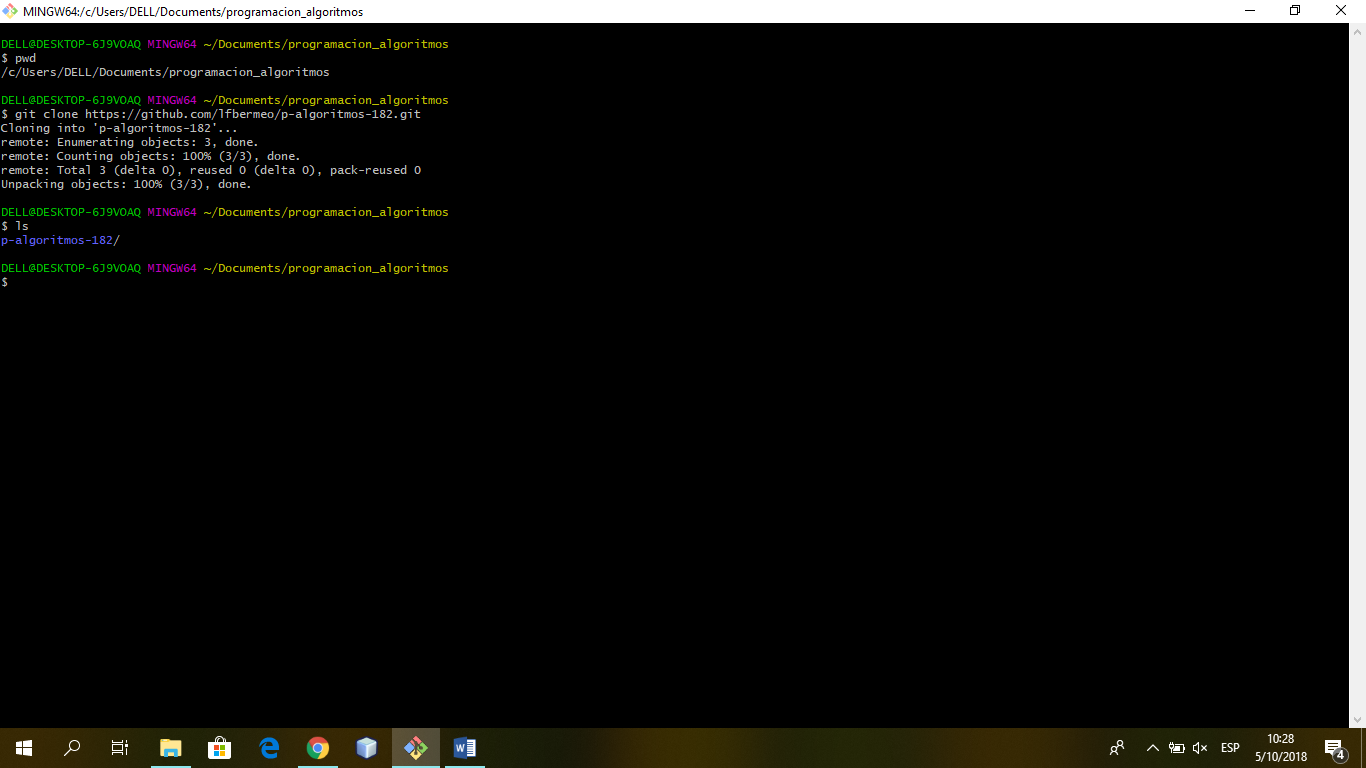 MINGW64:/c/Users/DELL/Documents/programacion_algoritmos
DELL@DESKTOP-6J9VOAQ MINGW64 ~/Documents/programacion_algoritmos
$ pwd
/c/Users/DELL/Documents/programacion_algoritmos
DELL@DESKTOP-6J9VOAQ MINGW64 ~/Documents/programacion_algoritmos
$ git clone https://github.com/lfbermeo/p-algoritmos-182.git
Cloning into 'p-algoritmos-182'...
remote: Enumerating objects: 3, done.
remote: Counting objects: 100% (3/3), done.
remote: Total 3 (delta 0), reused 0 (delta 0), pack-reused 0
Unpacking objects: 100% (3/3), done.
DELL@DESKTOP-6J9VOAQ MINGW64 ~/Documents/programacion_algoritmos
$ ls
p-algoritmos-182/
DELL@DESKTOP-6J9VOAQ MINGW64 ~/Documents/programacion_algoritmos
$
ESP
10:28
5/10/2018
4